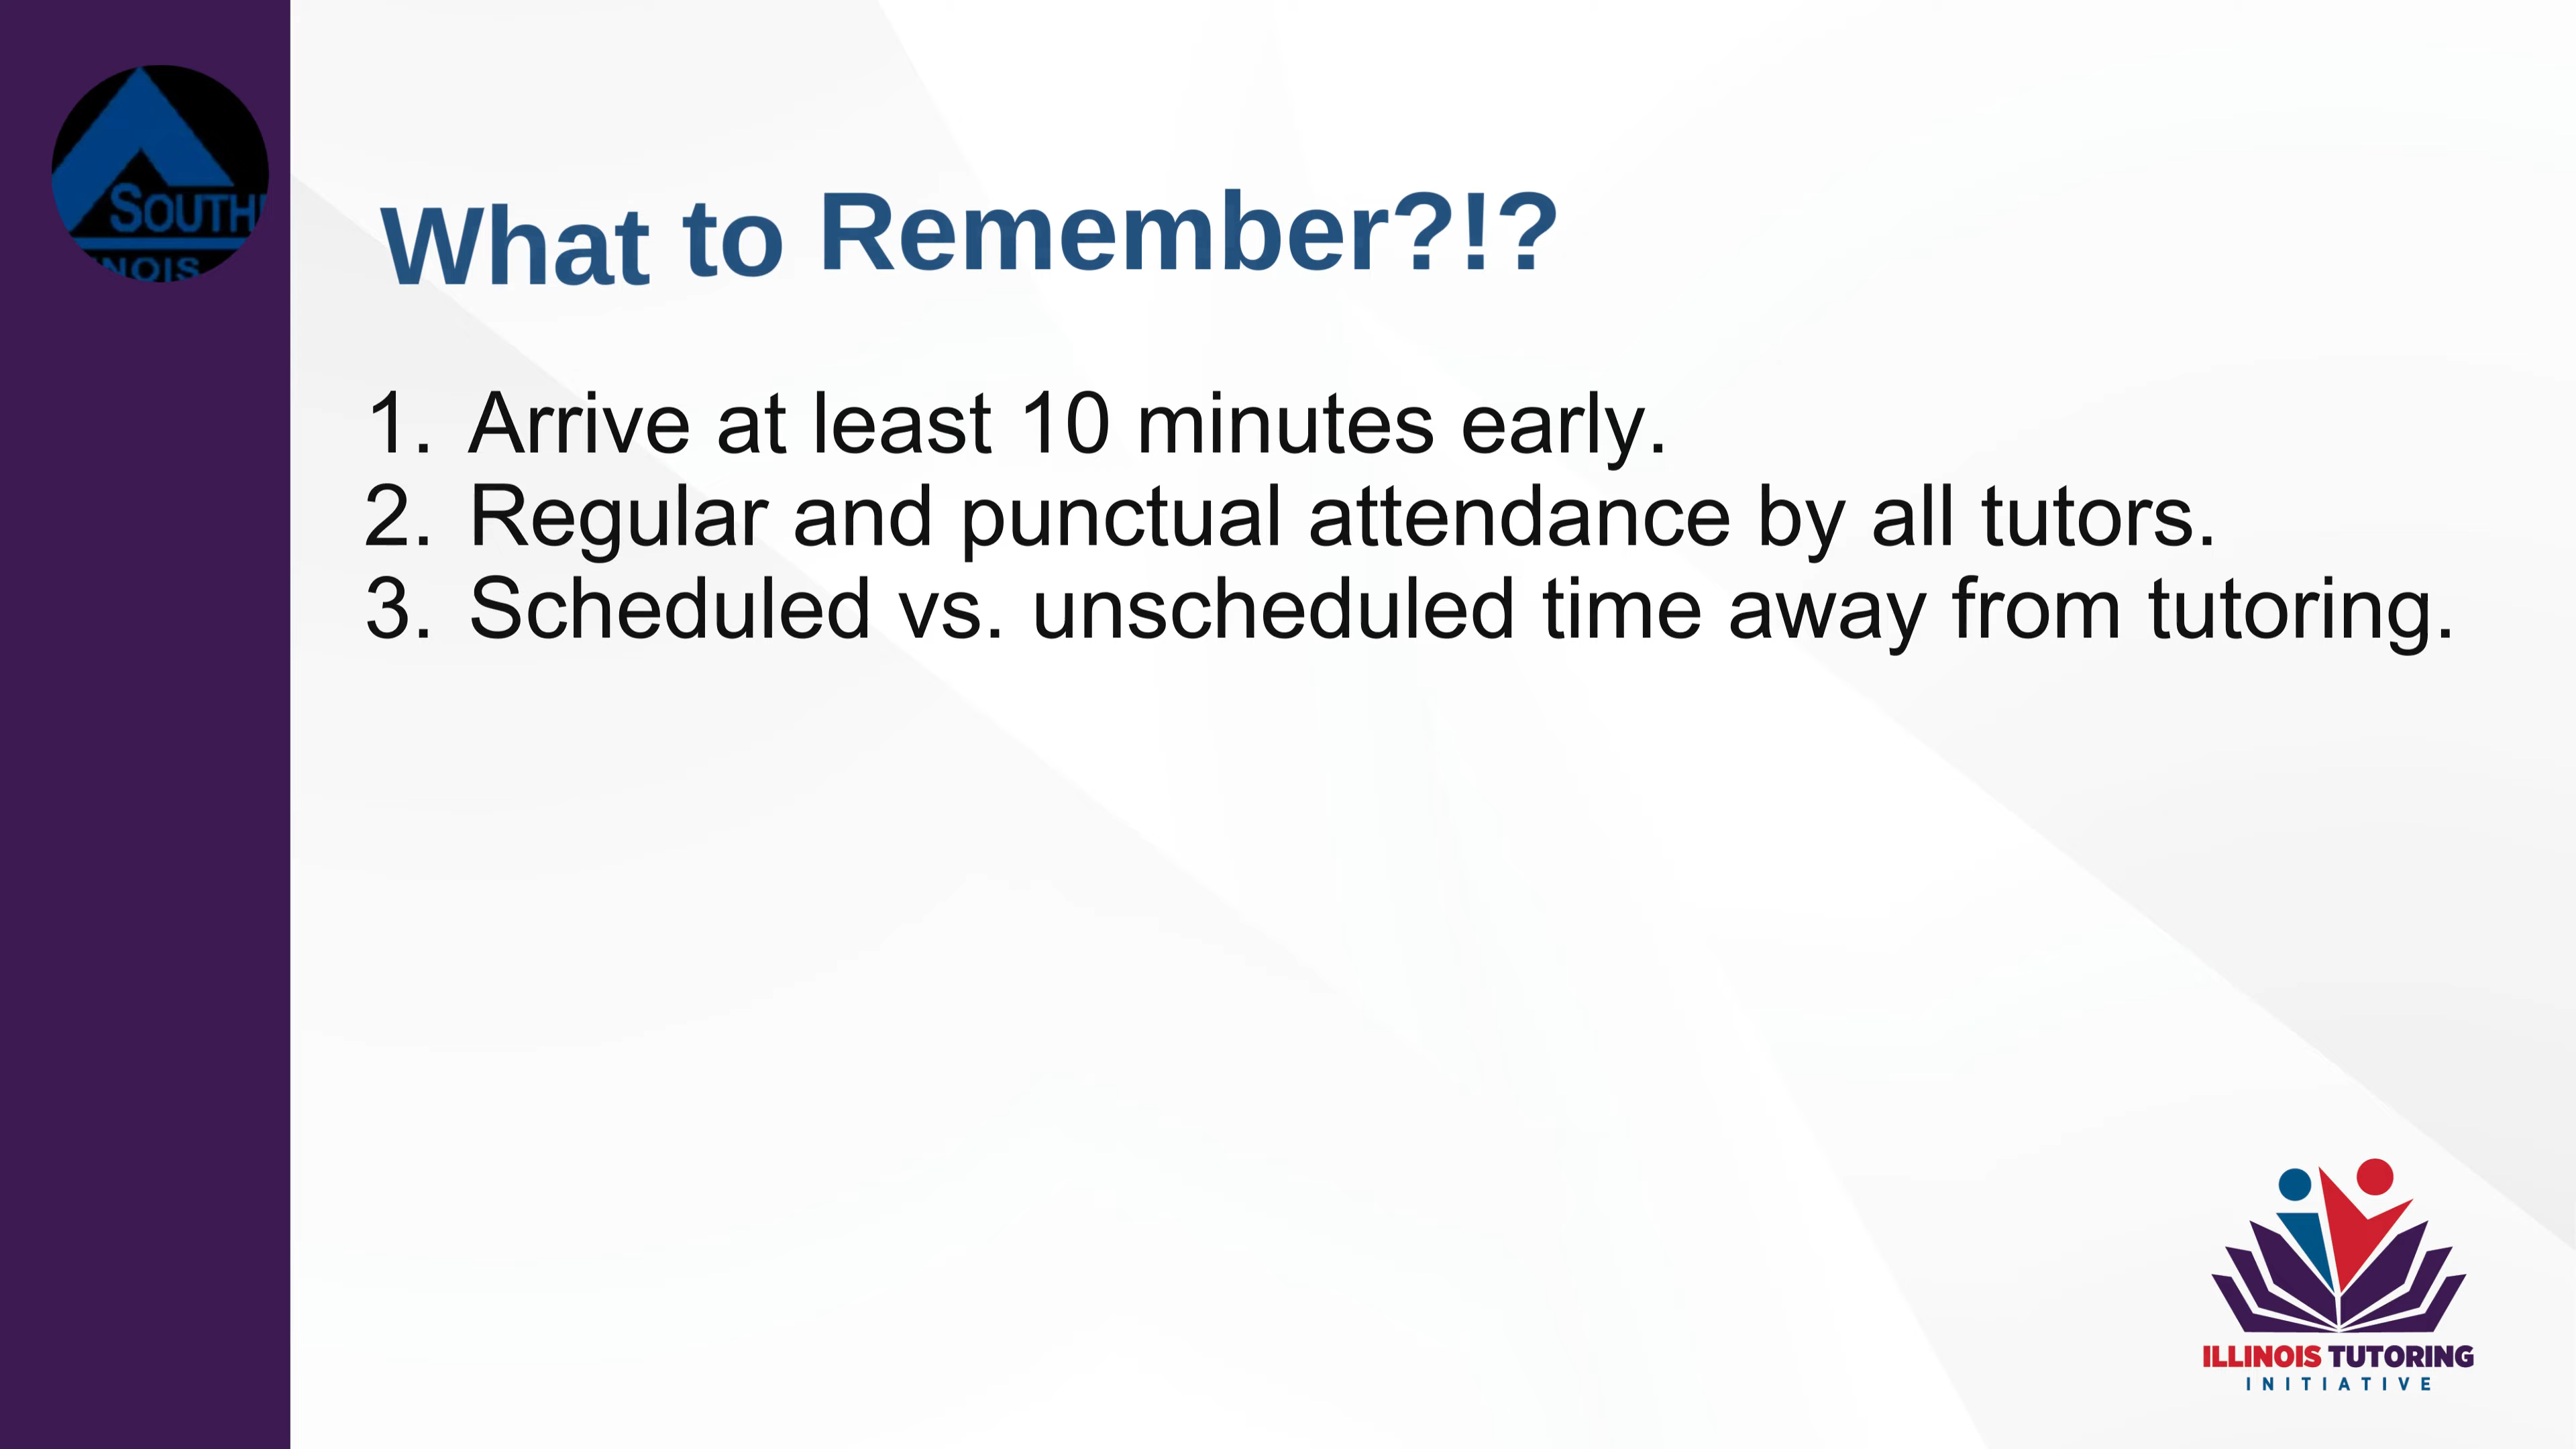 SOUTH
NOIS
What to Remember?!?
1. Arrive at least 10 minutes early.
2. Regular and punctual attendance by all tutors.
3. Scheduled vs. unscheduled time away from tutoring.
ILLINOIS TUTORING
INITIATIVE